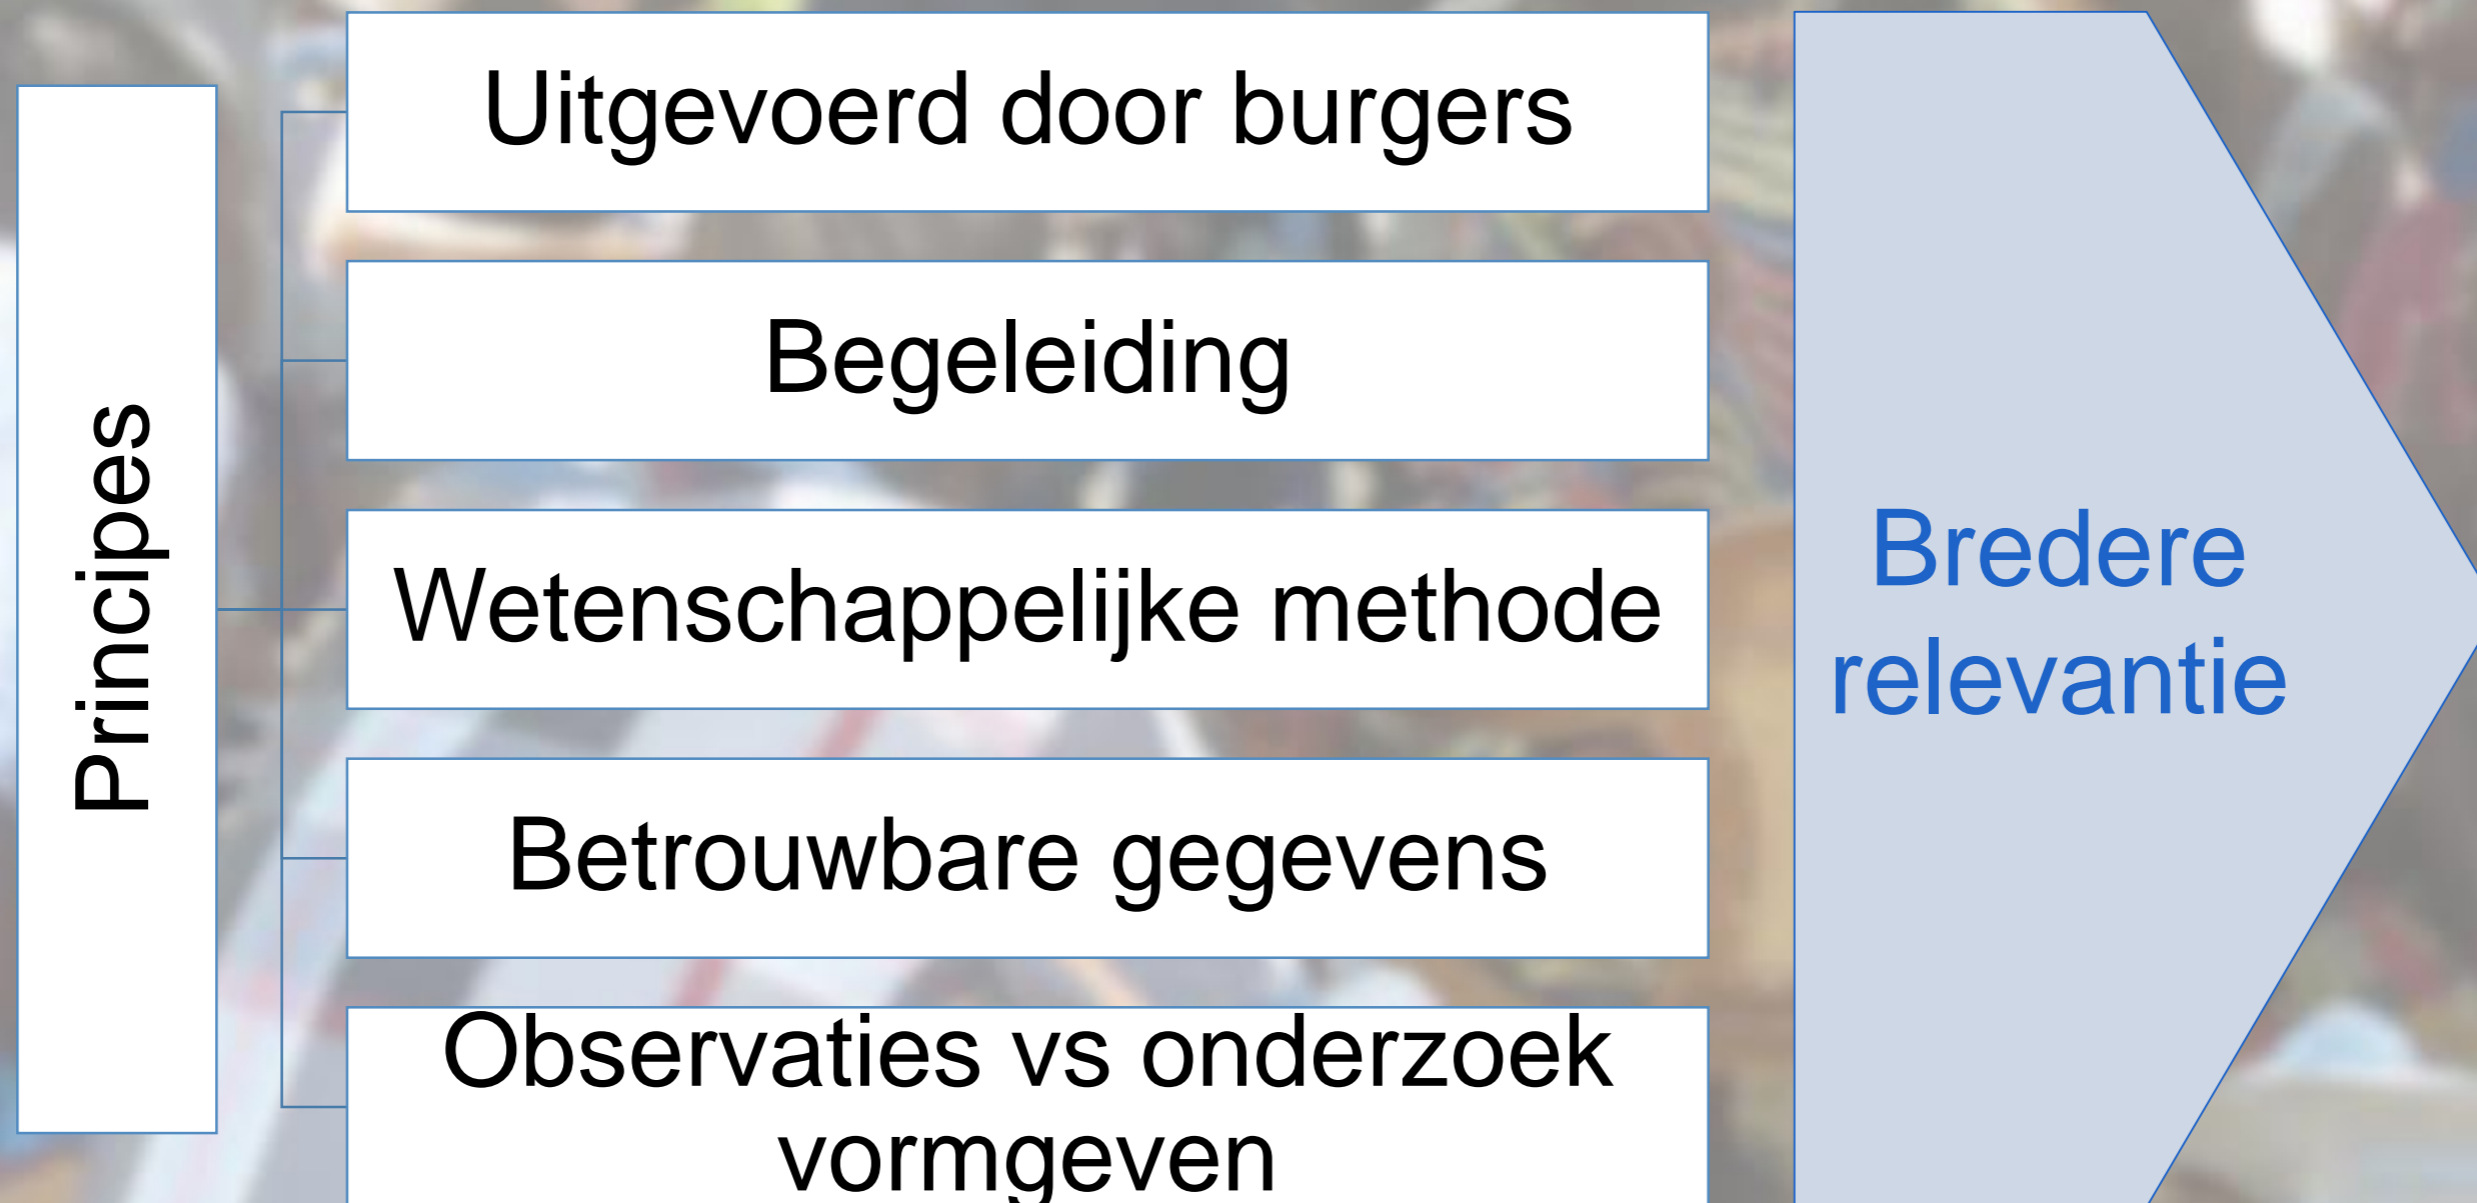 Principes
Uitgevoerd door burgers
Begeleiding
Wetenschappelijke methode
Betrouwbare gegevens
Observaties vs onderzoek
vormgeven
Bredere
relevantie